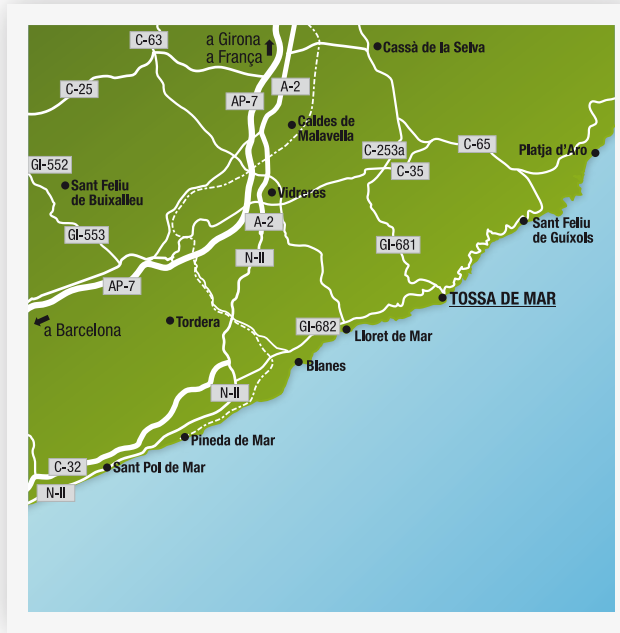 C-63
a Girona
a França
Cassà de la Selva
C-25
A-2
AP-7
Caldes de
Malavella
C-65
C-253a
Platja d'Aro
GI-552
C-35
Sant Feliu
de Buixalleu
Vidreres
A-2
Sant Feliu
de Guíxols
GI-553
GI-681
N-II
AP-7
TOSSA DE MAR
a Barcelona
Tordera
GI-682
Lloret de Mar
Blanes
N-II
Pineda de Mar
C-32
Sant Pol de Mar
N-II